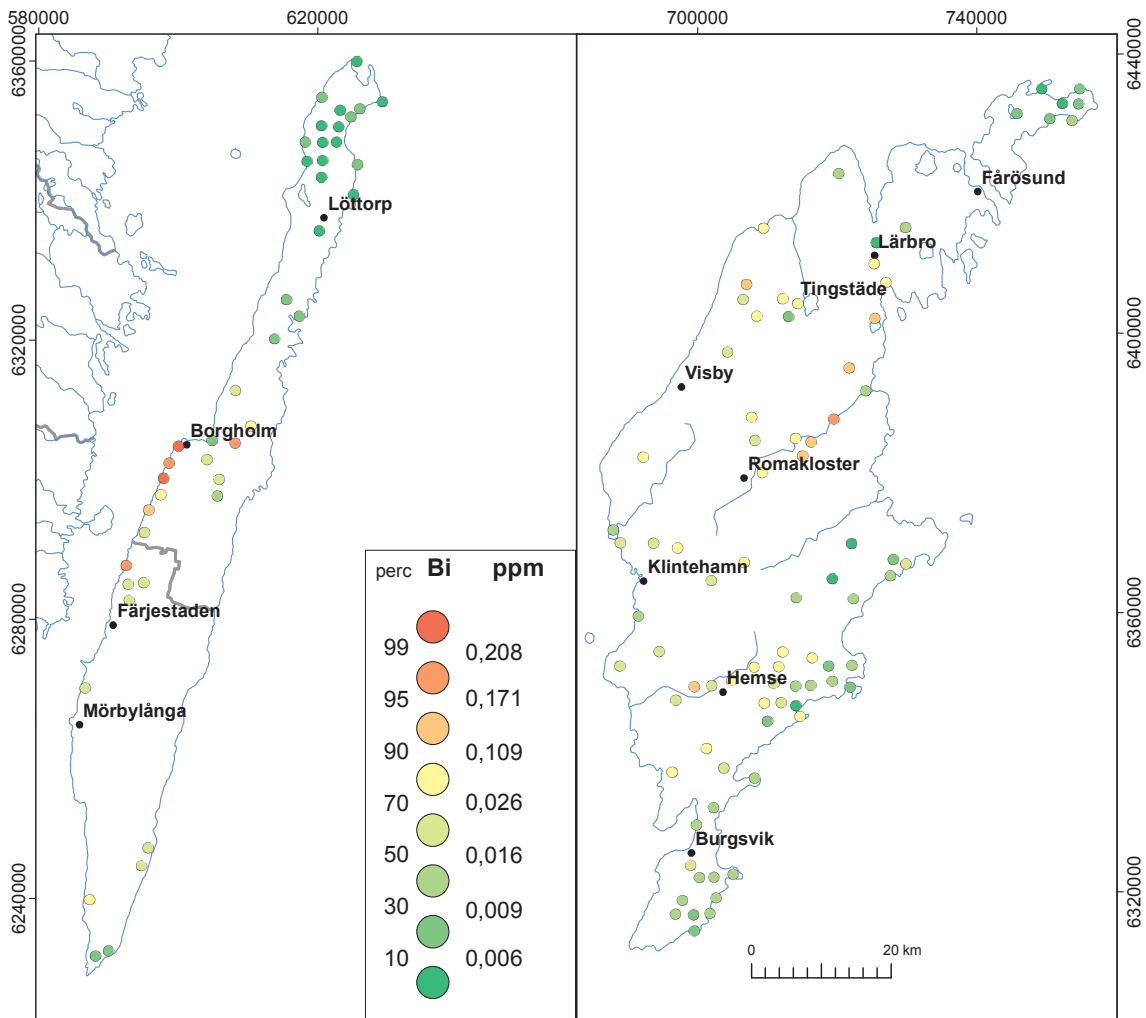 580000
620000
700000
740000
6360000
6440000
Fårösund
Löttorp
Lärbro
Tingstäde
6320000
6400000
Visby
Borgholm
Romakloster
6280000
perc Bi ppm
Klintehamn
Färjestaden
6360000
99 0,208
95 0,171
Hemse
Mörbylånga
90 0,109
70 0,026
50 0,016
Burgsvik
6240000
30 0,009
6320000
10 0,006
0 20 km